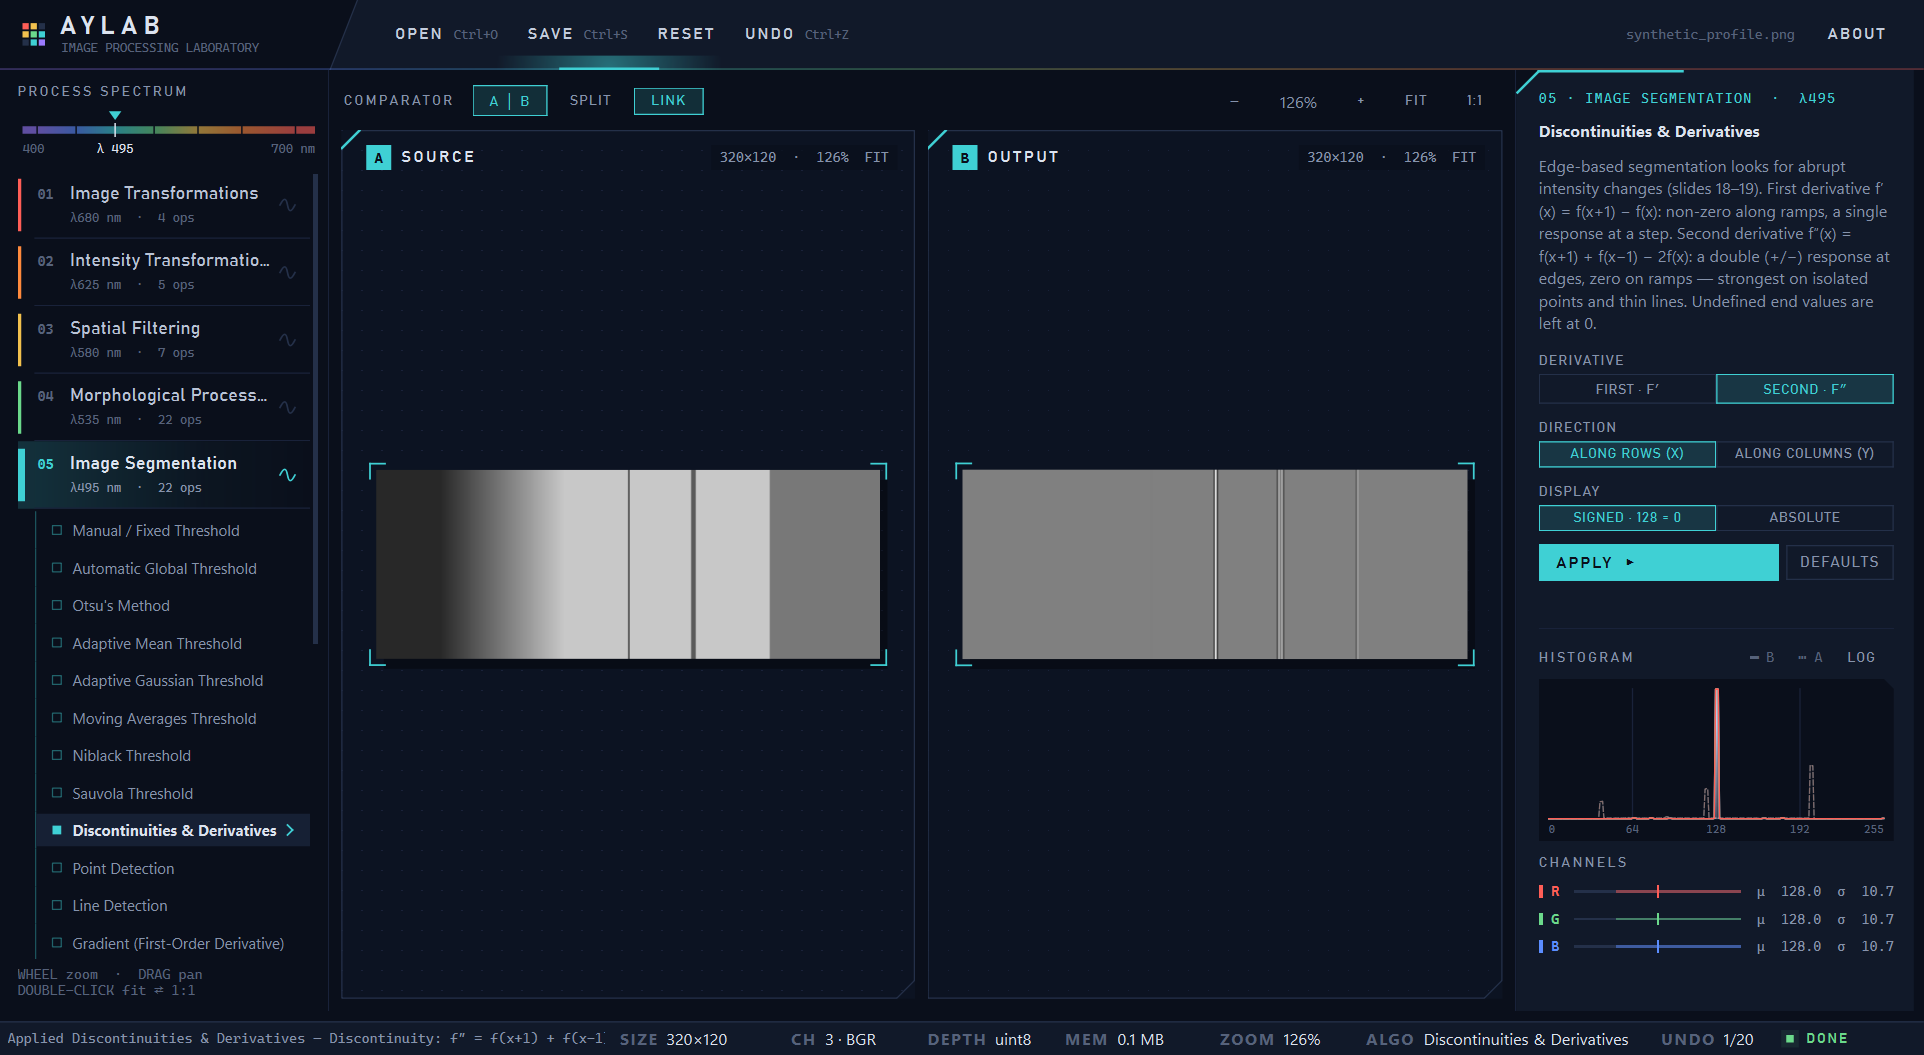 AYLAB
IMAGE PROCESSING LABORATORY
OPEN Ctrl+O SAVE Ctrl+S RESET UNDO Ctrl+Z
synthetic_profile.png ABOUT
PROCESS SPECTRUM
400 λ 495 700 nm
01 Image Transformations
λ680 nm · 4 ops
02 Intensity Transformatio...
λ625 nm · 5 ops
03 Spatial Filtering
λ580 nm · 7 ops
04 Morphological Process...
λ535 nm · 22 ops
05 Image Segmentation
λ495 nm · 22 ops
Manual / Fixed Threshold
Automatic Global Threshold
Otsu's Method
Adaptive Mean Threshold
Adaptive Gaussian Threshold
Moving Averages Threshold
Niblack Threshold
Sauvola Threshold
Discontinuities & Derivatives
Point Detection
Line Detection
Gradient (First-Order Derivative)
WHEEL zoom · DRAG pan
DOUBLE-CLICK fit ⇄ 1:1
COMPARATOR A | B SPLIT LINK
− 126% + FIT 1:1
A SOURCE 320×120 · 126% FIT
B OUTPUT 320×120 · 126% FIT
05 · IMAGE SEGMENTATION · λ495
Discontinuities & Derivatives
Edge-based segmentation looks for abrupt
intensity changes (slides 18–19). First derivative f′
(x) = f(x+1) − f(x): non-zero along ramps, a single
response at a step. Second derivative f″(x) =
f(x+1) + f(x−1) − 2f(x): a double (+/−) response at
edges, zero on ramps — strongest on isolated
points and thin lines. Undefined end values are
left at 0.
DERIVATIVE
FIRST · F′ SECOND · F″
DIRECTION
ALONG ROWS (X) ALONG COLUMNS (Y)
DISPLAY
SIGNED · 128 = 0 ABSOLUTE
APPLY ▸ DEFAULTS
HISTOGRAM B A LOG
0 64 128 192 255
CHANNELS
R μ 128.0 σ 10.7
G μ 128.0 σ 10.7
B μ 128.0 σ 10.7
Applied Discontinuities & Derivatives — Discontinuity: f″ = f(x+1) + f(x−1 SIZE 320×120 CH 3 · BGR DEPTH uint8 MEM 0.1 MB ZOOM 126% ALGO Discontinuities & Derivatives UNDO 1/20 DONE